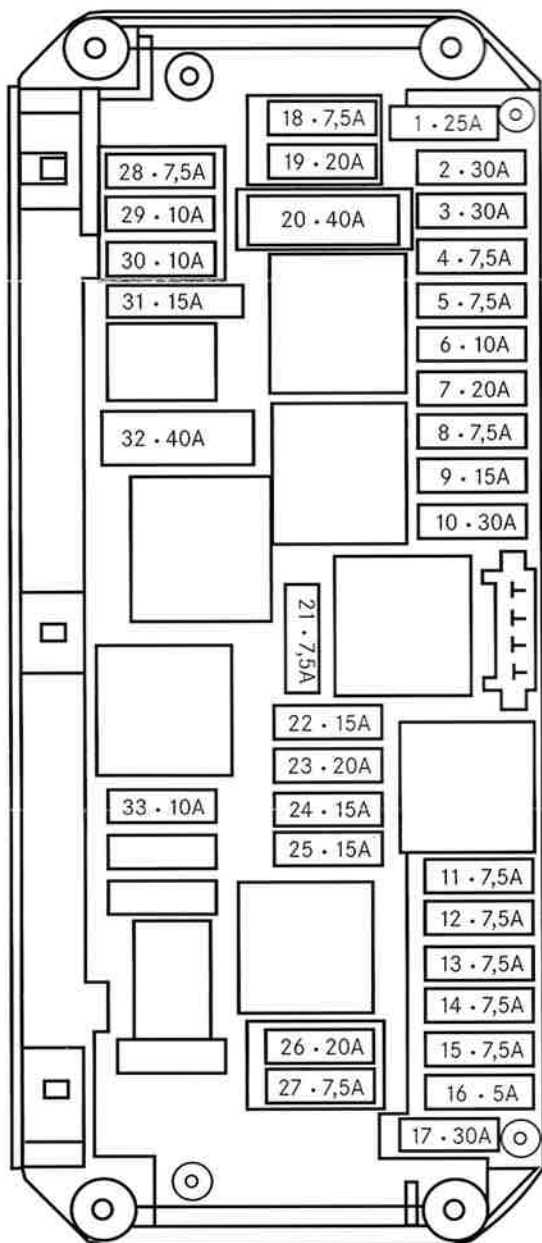 1 • 25A
2 • 30A
3 • 30A
4 • 7,5A
5 • 7,5A
6 • 10A
7 • 20A
8 • 7,5A
9 • 15A
10 • 30A
11 • 7,5A
12 • 7,5A
13 • 7,5A
14 • 7,5A
15 • 7,5A
16 • 5A
17 • 30A
18 • 7,5A
19 • 20A
20 • 40A
21 • 7,5A
22 • 15A
23 • 20A
24 • 15A
25 • 15A
26 • 20A
27 • 7,5A
28 • 7,5A
29 • 10A
30 • 10A
31 • 15A
32 • 40A
33 • 10A